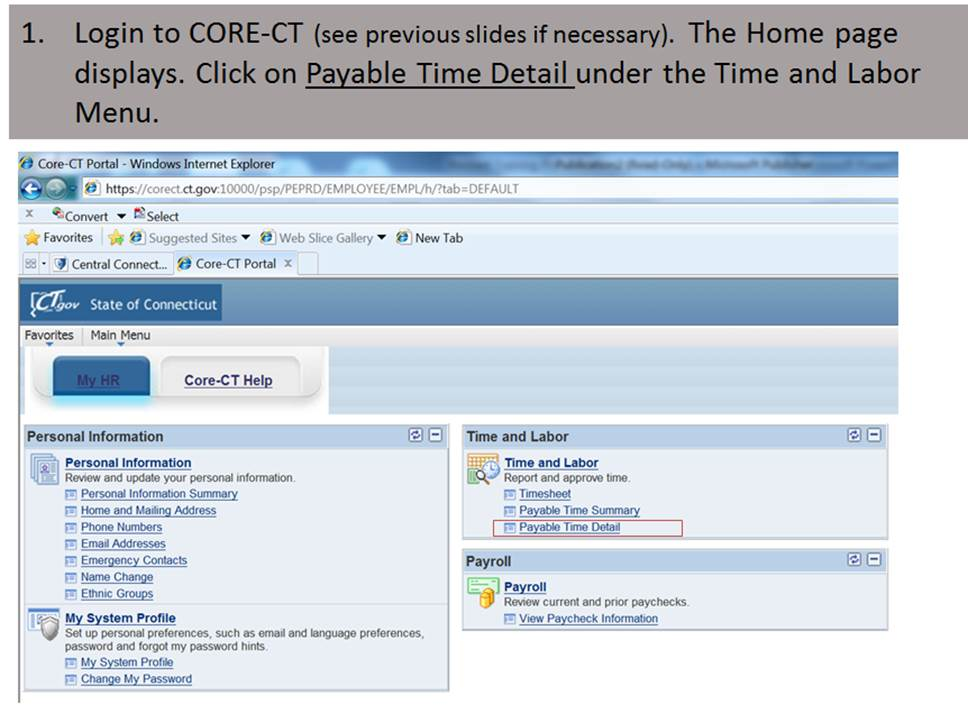 1. Login to CORE-CT (see previous slides if necessary). The Home page
displays. Click on Payable Time Detail under the Time and Labor
Menu.
Core-CT Portal - Windows Internet Explorer
https://corect.ct.gov:10000/psp/PEPRD/EMPLOYEE/EMPL/h/?tab=DEFAULT
x Convert Select
Favorites Suggested Sites Web Slice Gallery New Tab
Central Connect... Core-CT Portal x
CT.gov State of Connecticut
Favorites Main Menu
My HR Core-CT Help
Personal Information
Personal Information
Review and update your personal information.
Personal Information Summary
Home and Mailing Address
Phone Numbers
Email Addresses
Emergency Contacts
Name Change
Ethnic Groups
My System Profile
Set up personal preferences, such as email and language preferences,
password and forgot my password hints.
My System Profile
Change My Password
Time and Labor
Time and Labor
Report and approve time.
Timesheet
Payable Time Summary
Payable Time Detail
Payroll
Payroll
Review current and prior paychecks.
View Paycheck Information